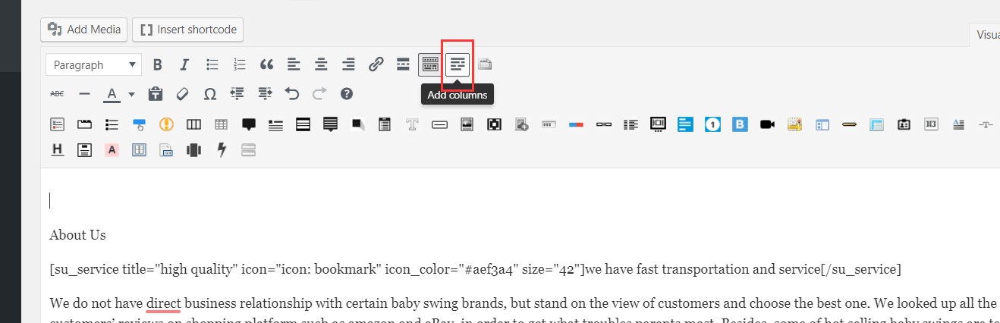 Add Media
Insert shortcode
Visua
Paragraph
B I
ABC A Ω
Add columns
T 1 B H3 A T
H A
About Us
[su_service title="high quality" icon="icon: bookmark" icon_color="#aef3a4" size="42"]we have fast transportation and service[/su_service]
We do not have direct business relationship with certain baby swing brands, but stand on the view of customers and choose the best one. We looked up all the
customers' reviews on shopping platform such as amazon and eBay, in order to get what troubles parents most. Besides, some of hot selling baby swings are te